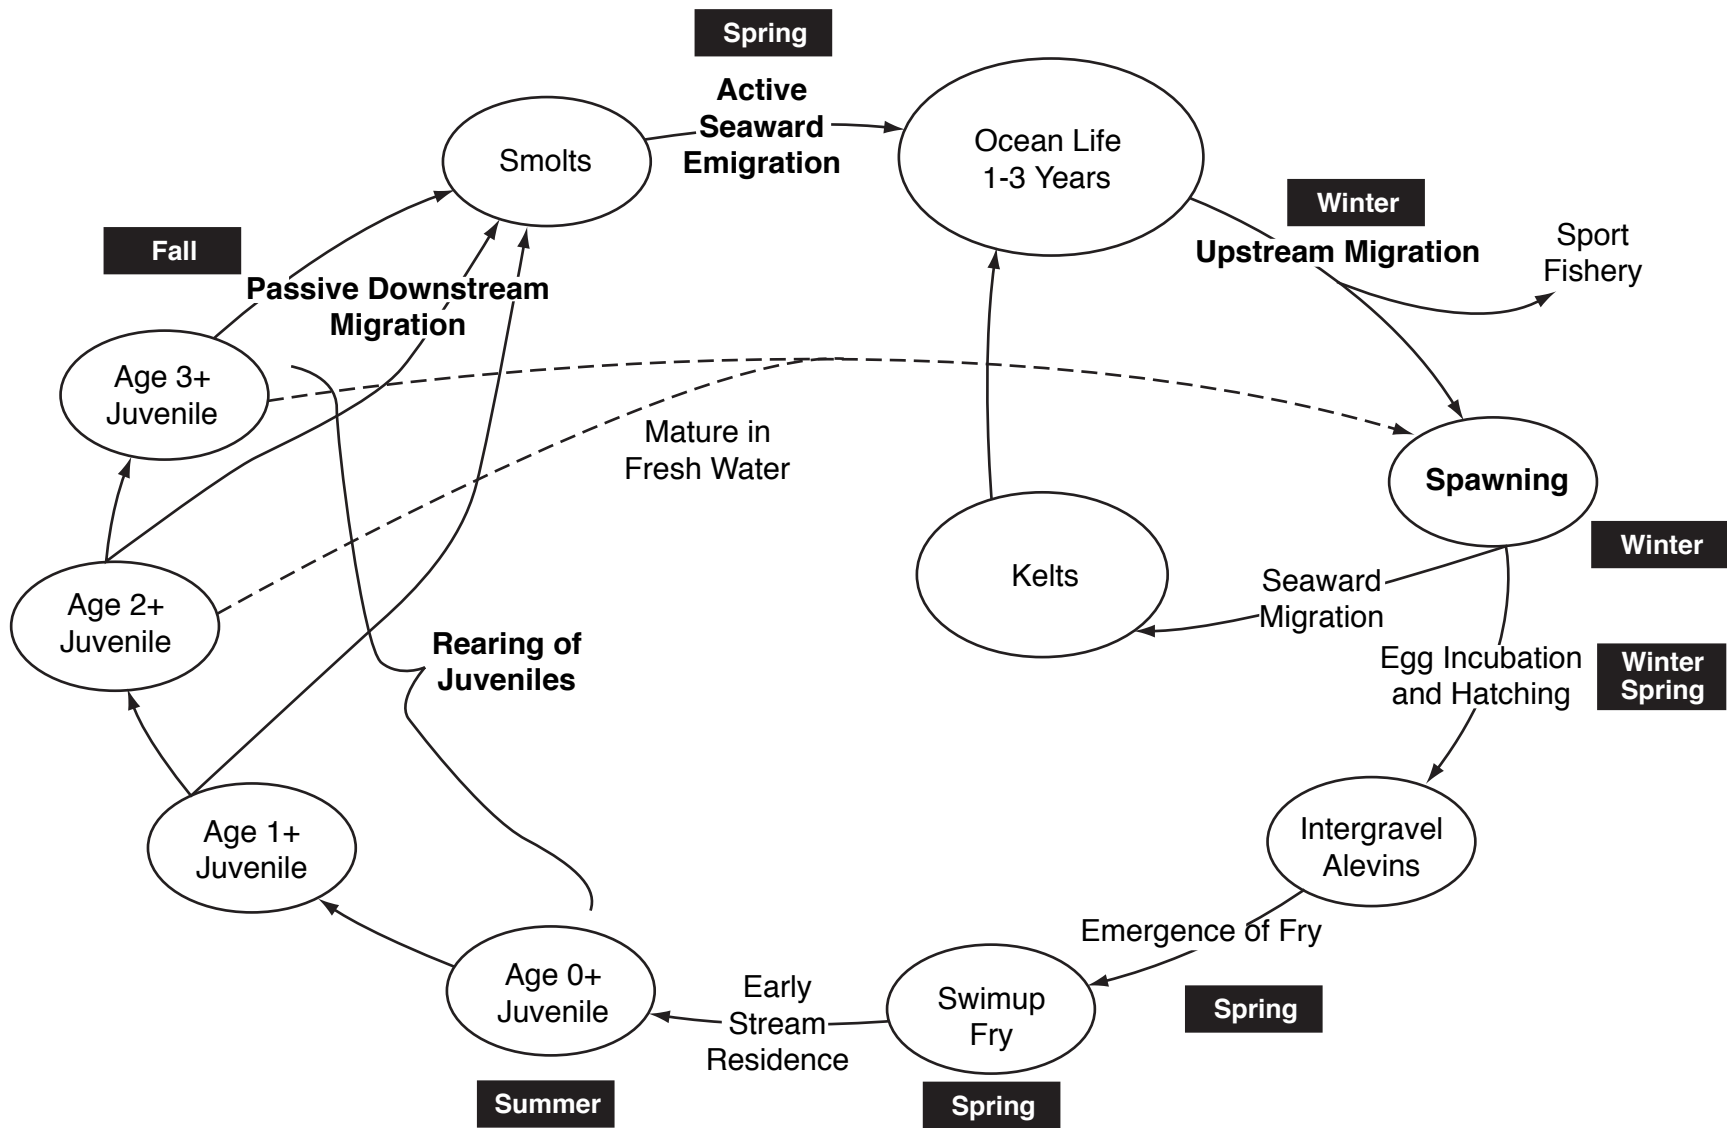 Spring
Active
Seaward
Emigration
Smolts
Ocean Life
1-3 Years
Winter
Upstream Migration
Sport
Fishery
Fall
Passive Downstream
Migration
Age 3+
Juvenile
Mature in
Fresh Water
Spawning
Winter
Kelts
Seaward
Migration
Age 2+
Juvenile
Rearing of
Juveniles
Egg Incubation
and Hatching
Winter
Spring
Age 1+
Juvenile
Intergravel
Alevins
Emergence of Fry
Spring
Age 0+
Juvenile
Early
Stream
Residence
Swimup
Fry
Summer
Spring